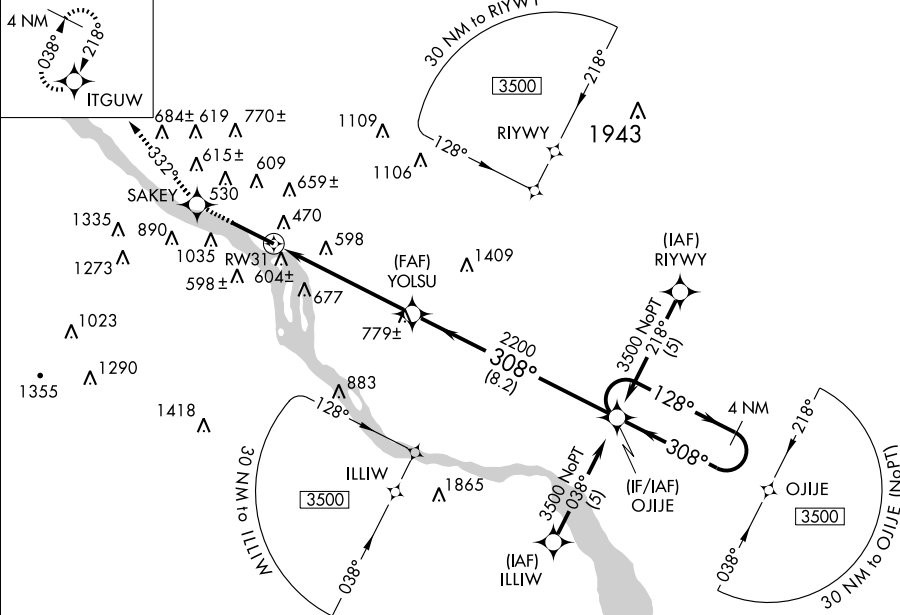 4 NM
038°
218°
ITGUW
30 NM to RIYWY
3500
218°
RIYWY
128°
1943
684±
619
770±
1109
1106
332°
615±
609
659±
SAKEY
530
470
1335
890
1035
RW31
598
1273
598±
604±
677
(FAF)
YOLSU
1409
(IAF)
RIYWY
779±
1023
2200
308°
(8.2)
3500 NoPT
218°
(5)
1290
1355
883
128°
4 NM
308°
1418
128°
218°
30 NM to ILLIW
ILLIW
3500
1865
038°
3500 NoPT
038°
(5)
(IF/IAF)
OJIJE
OJIJE
3500
038°
30 NM to OJIJE (NoPT)
(IAF)
ILLIW